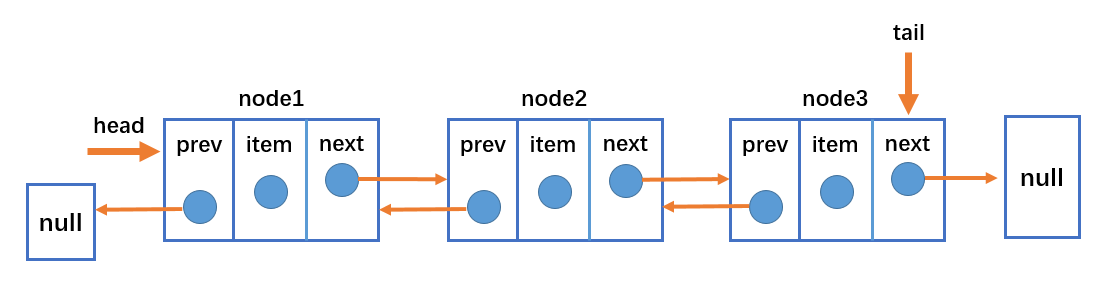 tail
node1
node2
node3
head
prev item next
prev item next
prev item next
null
null